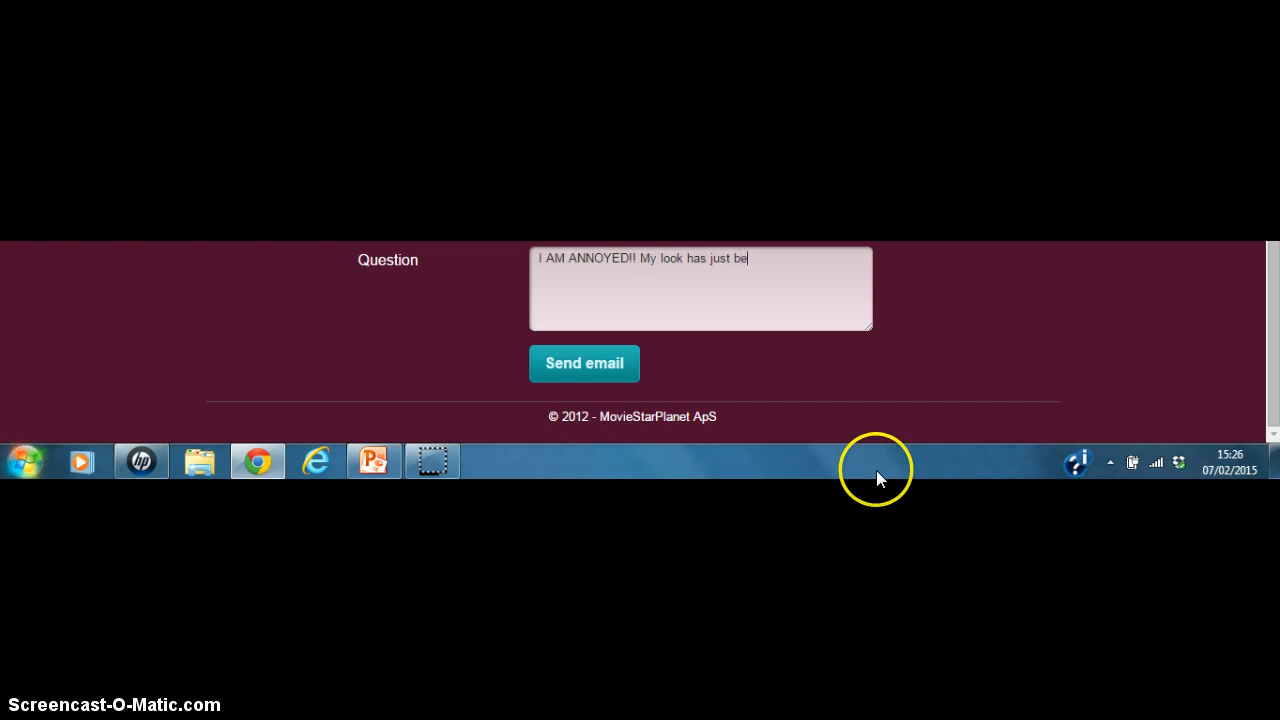 Question
I AM ANNOYED!! My look has just be
Send email
© 2012 - MovieStarPlanet ApS
hp
15:26
07/02/2015
Screencast-O-Matic.com